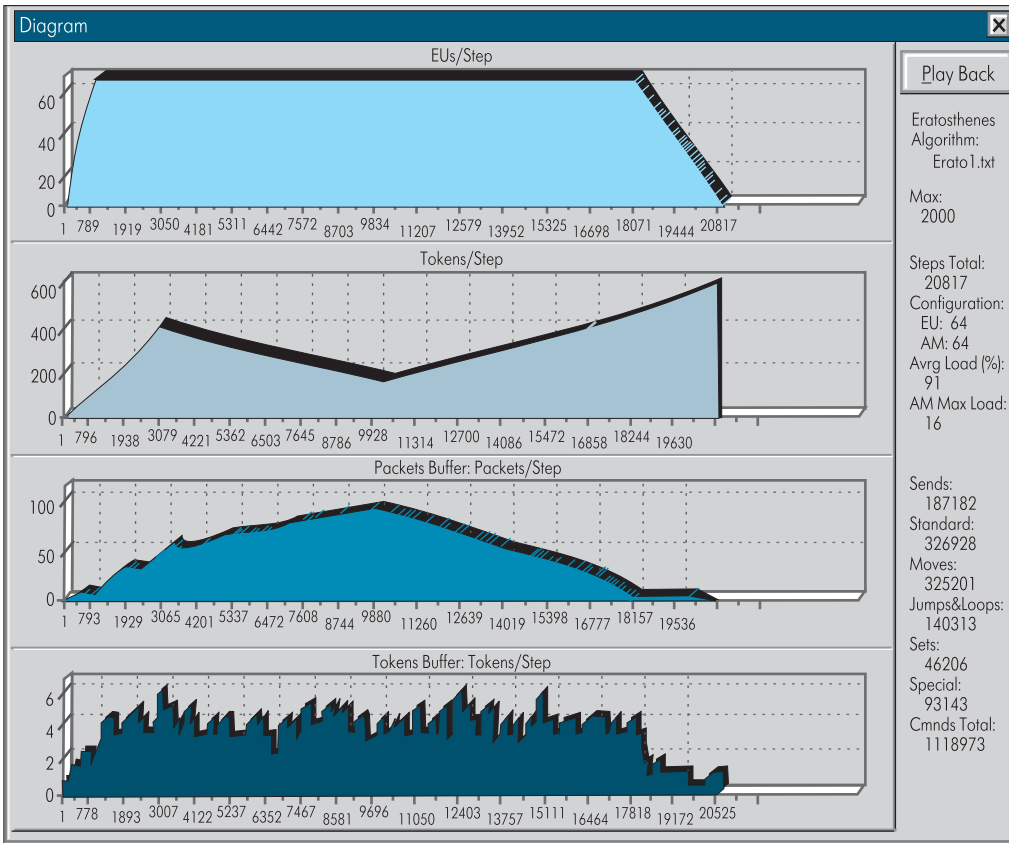 Diagram
EUs/Step
60
40
20
0
1 789 1919 3050 4181 5311 6442 7572 8703 9834 11207 12579 13952 15325 16698 18071 19444 20817
Tokens/Step
600
400
200
0
1 796 1938 3079 4221 5362 6503 7645 8786 9928 11314 12700 14086 15472 16858 18244 19630
Packets Buffer: Packets/Step
100
50
0
1 793 1929 3065 4201 5337 6472 7608 8744 9880 11260 12639 14019 15398 16777 18157 19536
Tokens Buffer: Tokens/Step
6
4
2
0
1 778 1893 3007 4122 5237 6352 7467 8581 9696 11050 12403 13757 15111 16464 17818 19172 20525
Play Back
Eratosthenes
Algorithm:
Erato1.txt
Max:
2000
Steps Total:
20817
Configuration:
EU: 64
AM: 64
Avrg Load (%):
91
AM Max Load:
16
Sends:
187182
Standard:
326928
Moves:
325201
Jumps&Loops:
140313
Sets:
46206
Special:
93143
Cmnds Total:
1118973